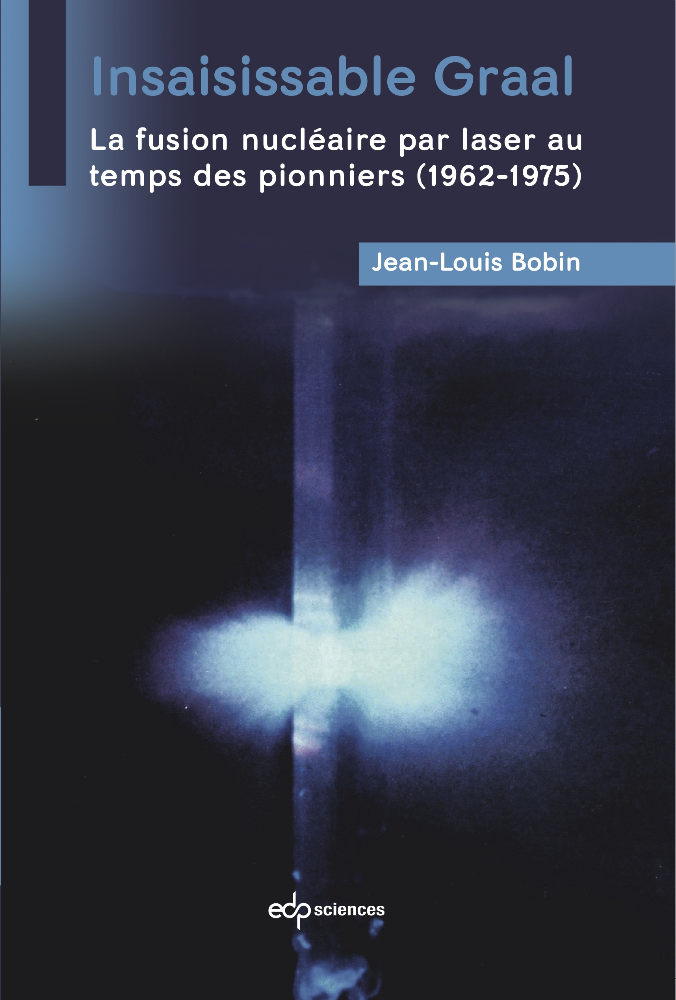 Insaisissable Graal
La fusion nucléaire par laser au
temps des pionniers (1962-1975)
Jean-Louis Bobin
edp sciences